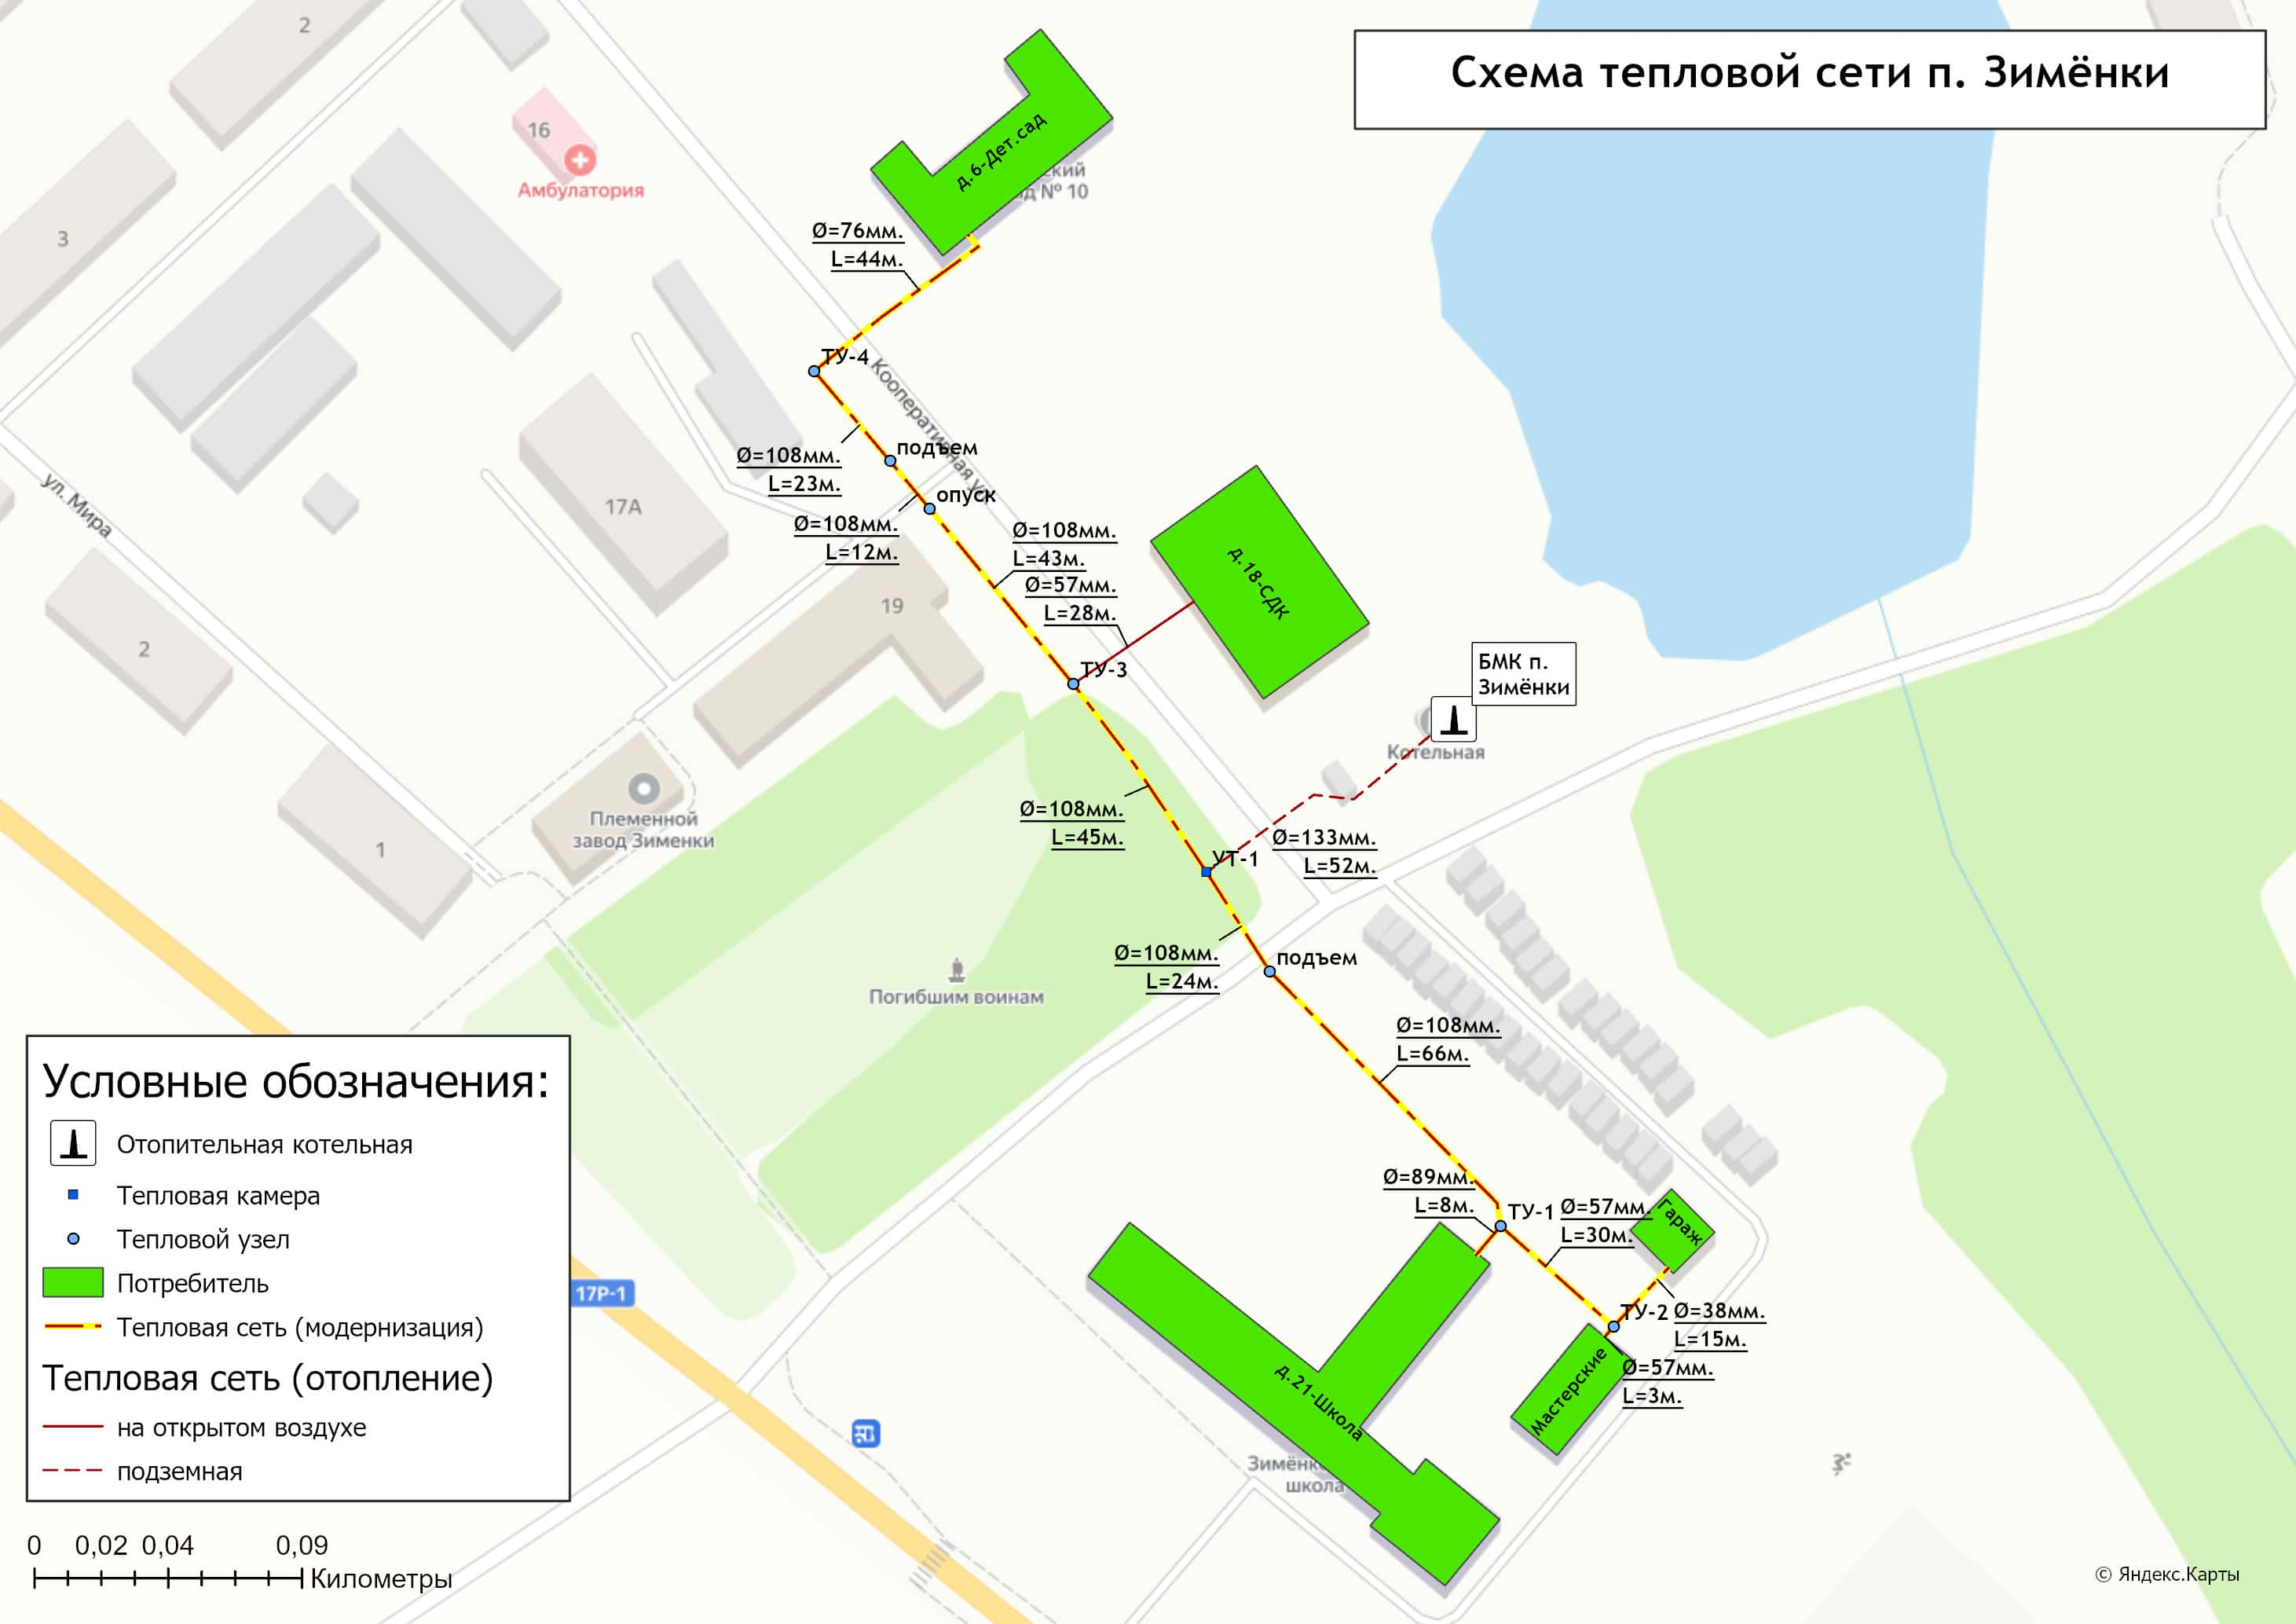 Схема тепловой сети п. Зимёнки
2
16
Амбулатория
3
д.6-Дет.сад
№ 10
Ø=76мм.
L=44м.
ТУ-4
Кооперативная
Ø=108мм.
L=23м.
подъем
опуск
Ø=108мм.
L=12м.
ул. Мира
17А
Ø=108мм.
L=43м.
Ø=57мм.
L=28м.
д.18-СДК
19
2
ТУ-3
БМК п.
Зимёнки
Котельная
Племенной
завод Зименки
1
Ø=108мм.
L=45м.
УТ-1
Ø=133мм.
L=52м.
Погибшим воинам
Ø=108мм.
L=24м.
подъем
Ø=108мм.
L=66м.
Ø=89мм.
L=8м.
ТУ-1
Ø=57мм.
L=30м.
Гараж
ТУ-2
Ø=38мм.
L=15м.
Ø=57мм.
L=3м.
Мастерские
д.21-Школа
школа
17Р-1
Условные обозначения:
Отопительная котельная
Тепловая камера
Тепловой узел
Потребитель
Тепловая сеть (модернизация)
Тепловая сеть (отопление)
на открытом воздухе
подземная
0 0,02 0,04 0,09
Километры
© Яндекс.Карты